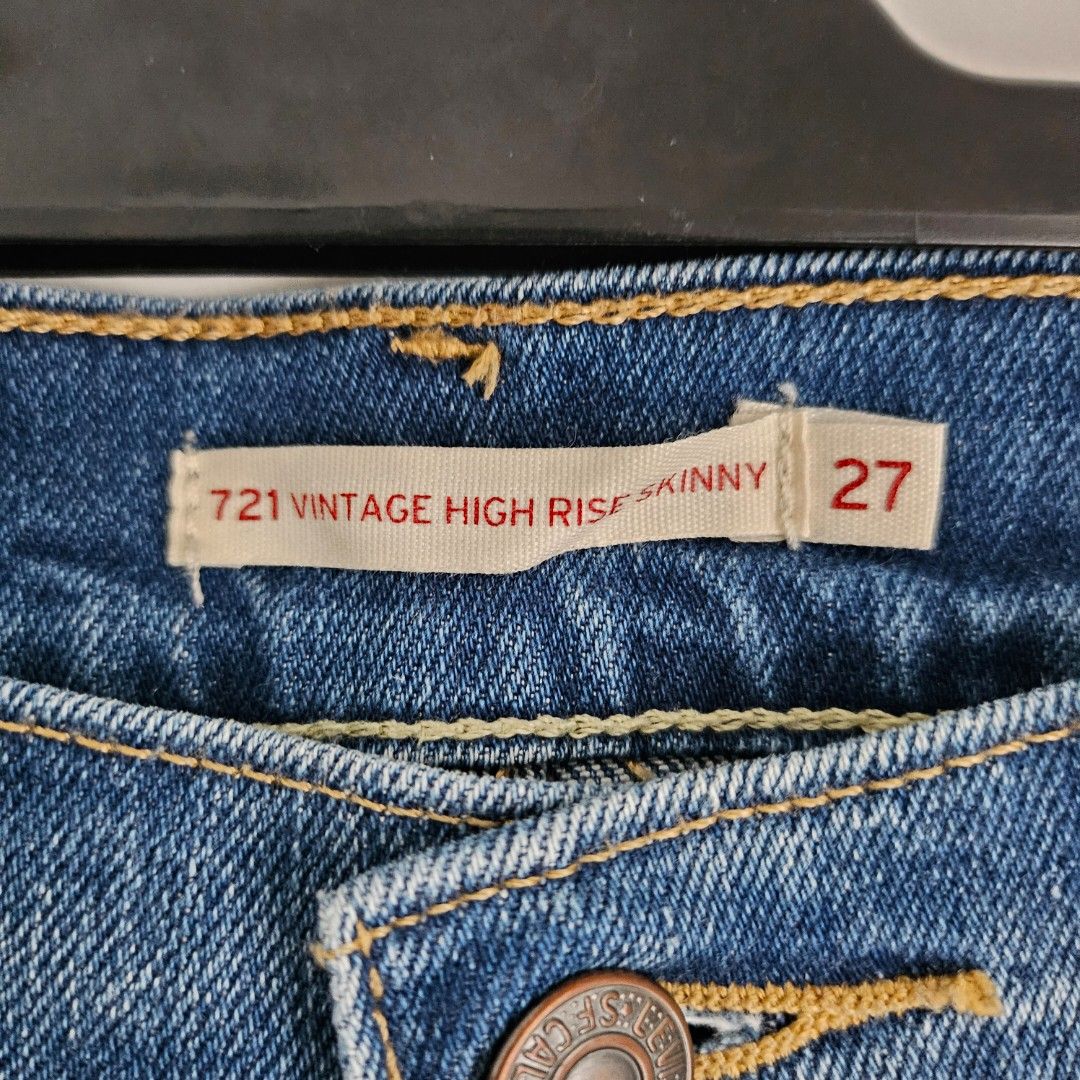 721 VINTAGE HIGH RISE SKINNY
27